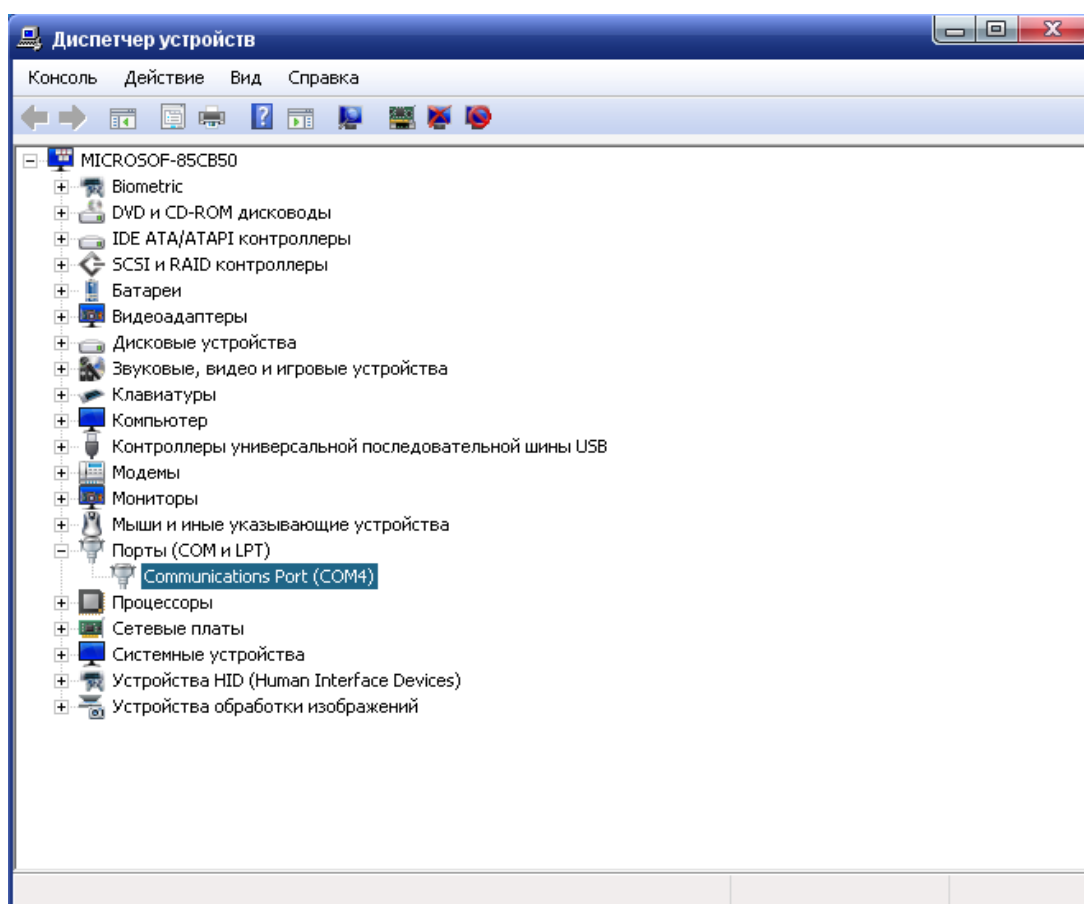 Диспетчер устройств
Консоль Действие Вид Справка
MICROSOF-85CB50
Biometric
DVD и CD-ROM дисководы
IDE ATA/ATAPI контроллеры
SCSI и RAID контроллеры
Батареи
Видеоадаптеры
Дисковые устройства
Звуковые, видео и игровые устройства
Клавиатуры
Компьютер
Контроллеры универсальной последовательной шины USB
Модемы
Мониторы
Мыши и иные указывающие устройства
Порты (COM и LPT)
Communications Port (COM4)
Процессоры
Сетевые платы
Системные устройства
Устройства HID (Human Interface Devices)
Устройства обработки изображений